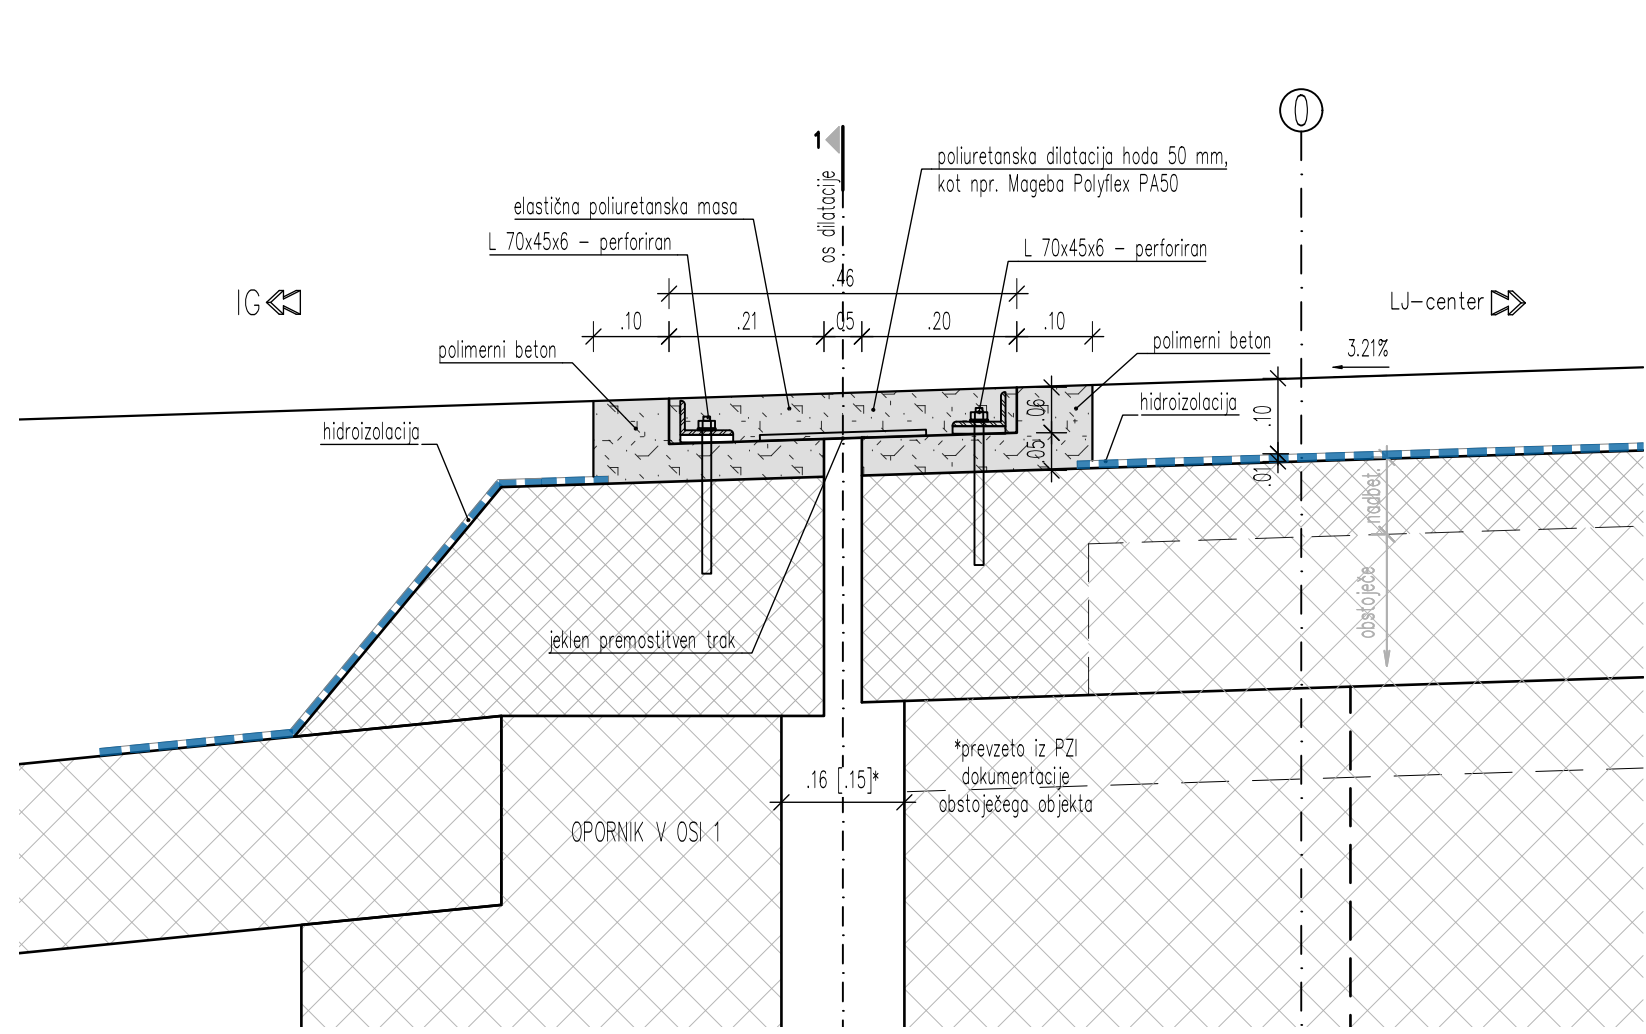 0
1
os dilatacije
poliuretanska dilatacija hoda 50 mm,
kot npr. Mageba Polyflex PA50
elastična poliuretanska masa
L 70x45x6 – perforiran
L 70x45x6 – perforiran
.46
IG
LJ-center
.10
.21
.05
.20
.10
polimerni beton
polimerni beton
3.21%
hidroizolacija
hidroizolacija
.06
.05
.10
.01
nadbet.
obstoječe
jeklen premostitven trak
*prevzeto iz PZI
dokumentacije
obstoječega objekta
.16 [.15]*
OPORNIK V OSI 1